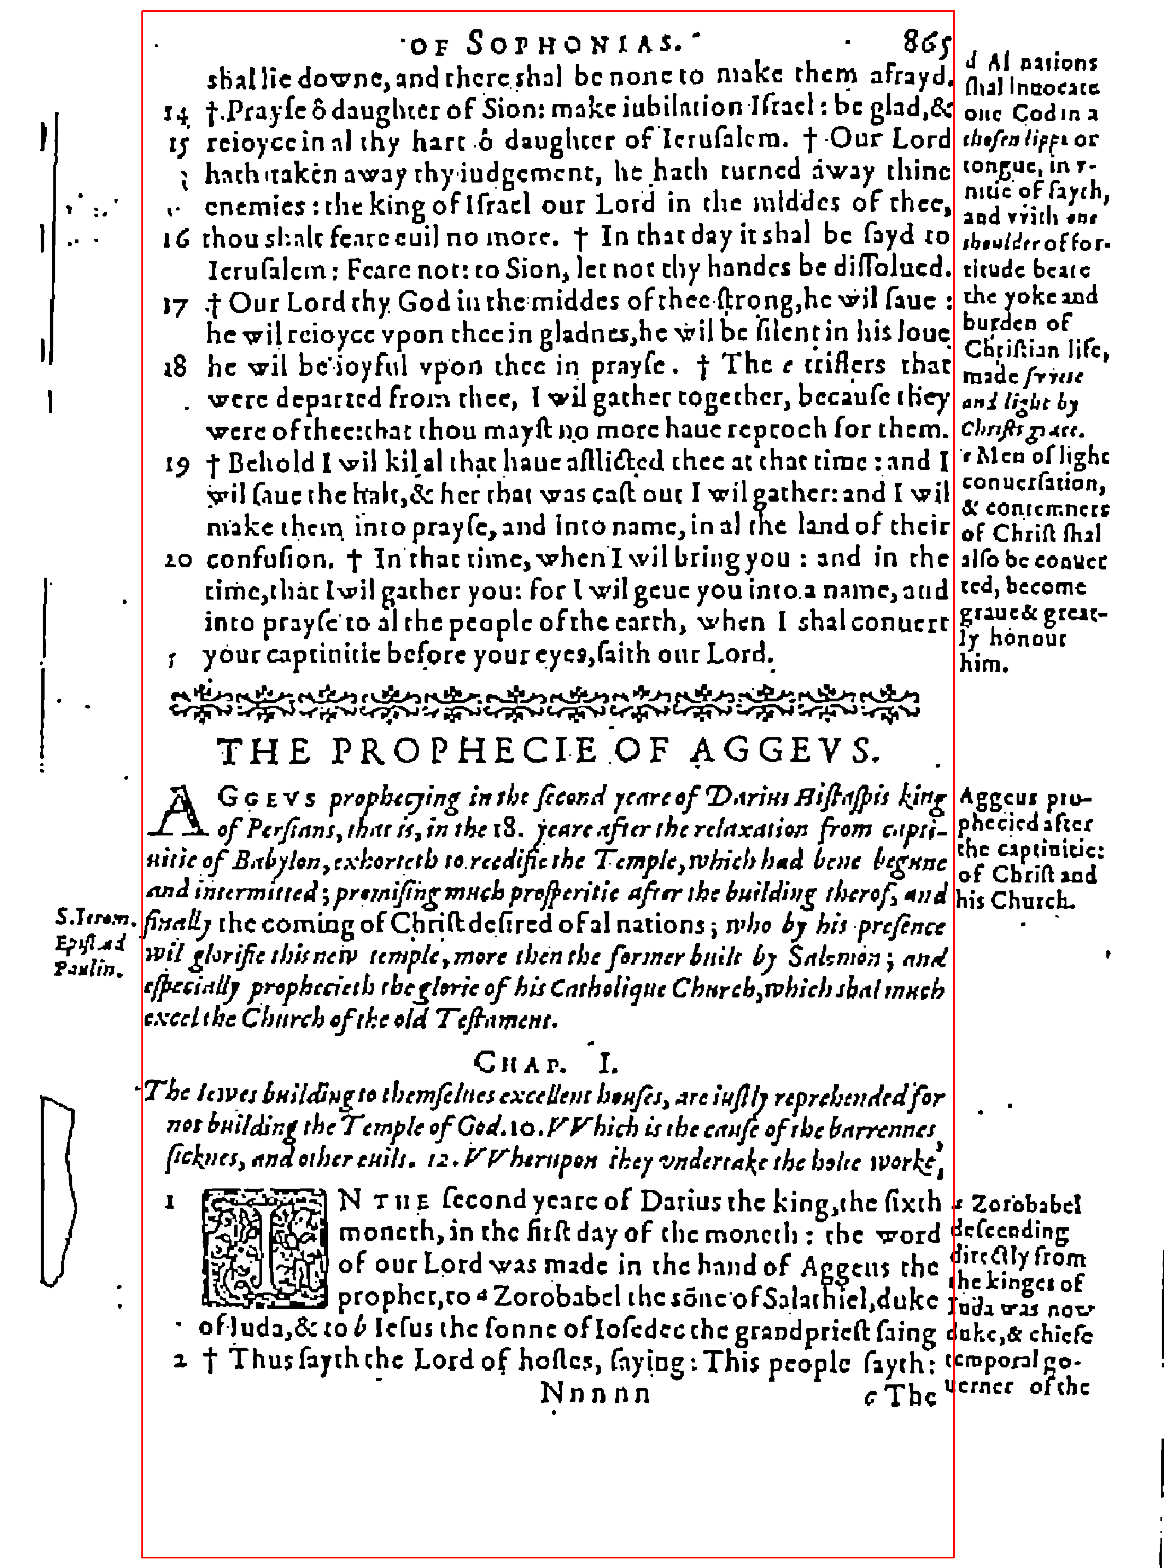 OF SOPHONIAS. 865
shal lie downe, and there shal be none to make them afrayd.
14 † Prayſe ô daughter of Sion: make iubilation Iſrael: be glad, &
15 reioyce in al thy hart ô daughter of Ieruſalem. † Our Lord
hath taken away thy iudgement, he hath turned away thine
enemies: the king of Iſrael our Lord in the middes of thee,
16 thou shalt feare euil no more. † In that day it shal be ſayd to
Ieruſalem: Feare not: to Sion, let not thy handes be diſſolued.
17 † Our Lord thy God in the middes of thee ſtrong, he wil ſaue:
he wil reioyce vpon thee in gladnes, he wil be ſilent in his loue
18 he wil be ioyful vpon thee in prayſe. † The e triflers that
were departed from thee, I wil gather together, becauſe they
were of thee: that thou mayſt no more haue reproch for them.
19 † Behold I wil kil al that haue afflicted thee at that time: and I
wil ſaue the halt, & her that was caſt out I wil gather: and I wil
make them into prayſe, and into name, in al the land of their
20 confuſion. † In that time, when I wil bring you: and in the
time, that I wil gather you: for I wil geue you into a name, and
into prayſe to al the people of the earth, when I shal conuert
your captiuitie before your eyes, ſaith our Lord.
d Al nations
ſhal inuocate
one God in a
choſen lippe or
tongue, in v-
nitie of fayth,
and vvith one
shoulder of for-
titude beare
the yoke and
burden of
Chriſtian life,
made ſvvete
and light by
Chriſts grace.
e Men of light
conuerſation,
& contemners
of Chriſt ſhal
alſo be conuer
ted, become
graue & great-
ly honour
him.
THE PROPHECIE OF AGGEVS.
AGGEVS prophecying in the ſecond yeare of Darius Hiſtaſpis king
of Perſians, that is, in the 18. yeare after the relaxation from capti-
uitie of Babylon, exhorteth to reedifie the Temple, which had bene begune
and intermitted; promiſing much proſperitie after the building therof, and
finally the coming of Chriſt deſired of al nations; who by his preſence
wil glorifie this new temple, more then the former built by Salomon; and
eſpecially prophecieth the glorie of his Catholique Church, which shal much
excel the Church of the old Teſtament.
Aggeus pro-
phecied after
the captiuitie:
of Chriſt and
his Church.
S. Ierom.
Epiſt. ad
Paulin.
CHAP. I.
The Iewes building to themſelues excellent houſes, are iuſtly reprehended for
not building the Temple of God. 10. VVhich is the cauſe of the barrennes,
ſicknes, and other euils. 12. VVherupon they vndertake the holie worke,
1 IN THE ſecond yeare of Darius the king, the ſixth
moneth, in the firſt day of the moneth: the word
of our Lord was made in the hand of Aggeus the
prophet, to a Zorobabel the sõne of Salathiel, duke
of Iuda, & to b Ieſus the ſonne of Ioſedec the grand prieſt ſaing
2 † Thus ſayth the Lord of hoſtes, ſaying: This people ſayth:
Nnnnn c The
a Zorobabel
deſcending
directly from
the kinges of
Iuda was now
duke, & chiefe
temporal go-
uerner of the